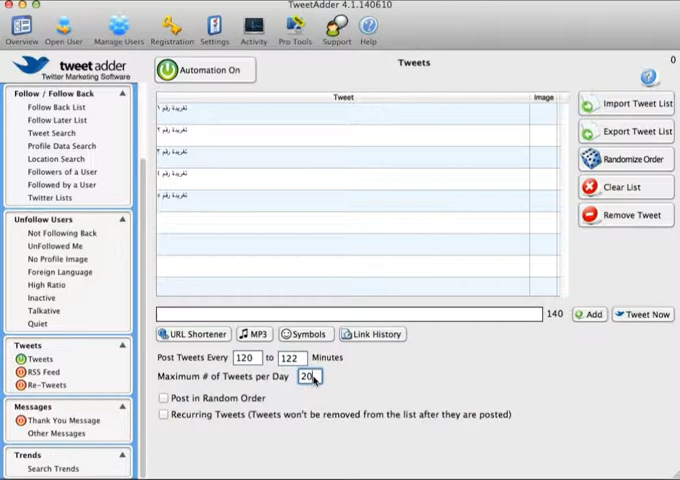 TweetAdder 4.1.140610
Overview Open User Manage Users Registration Settings Activity Pro Tools Support Help
tweet adder
Twitter Marketing Software
Automation On
Tweets
0
Follow / Follow Back
Follow Back List
Follow Later List
Tweet Search
Profile Data Search
Location Search
Followers of a User
Followed by a User
Twitter Lists
Unfollow Users
Not Following Back
UnFollowed Me
No Profile Image
Foreign Language
High Ratio
Inactive
Talkative
Quiet
Tweets
Tweets
RSS Feed
Re-Tweets
Messages
Thank You Message
Other Messages
Trends
Search Trends
Tweet Image
تغريدة رقم ١
تغريدة رقم ٢
تغريدة رقم ٣
تغريدة رقم ٤
تغريدة رقم ٥
Import Tweet List
Export Tweet List
Randomize Order
Clear List
Remove Tweet
140 Add Tweet Now
URL Shortener MP3 Symbols Link History
Post Tweets Every 120 to 122 Minutes
Maximum # of Tweets per Day 20
Post in Random Order
Recurring Tweets (Tweets won't be removed from the list after they are posted)